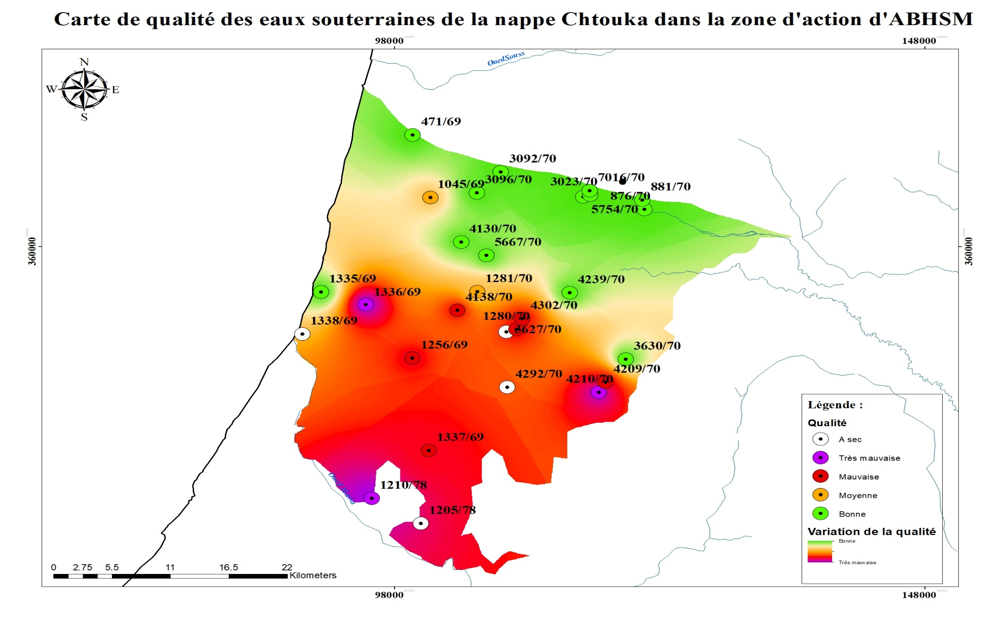 Carte de qualité des eaux souterraines de la nappe Chtouka dans la zone d'action d'ABHSM
98000
148000
N
W
E
S
OuedSouss
471/69
3092/70
1045/69
3096/70
3023/70
7016/70
881/70
876/70
5754/70
4130/70
5667/70
360000
360000
1335/69
1281/70
4239/70
1336/69
4138/70
4302/70
1338/69
1280/70
3627/70
1256/69
3630/70
4209/70
4292/70
4210/70
1337/69
1210/78
1205/78
Légende :
Qualité
A sec
Très mauvaise
Mauvaise
Moyenne
Bonne
Variation de la qualité
Bonne
Très mauvaise
0 2.75 5.5 11 16.5 22
Kilometers
98000
148000